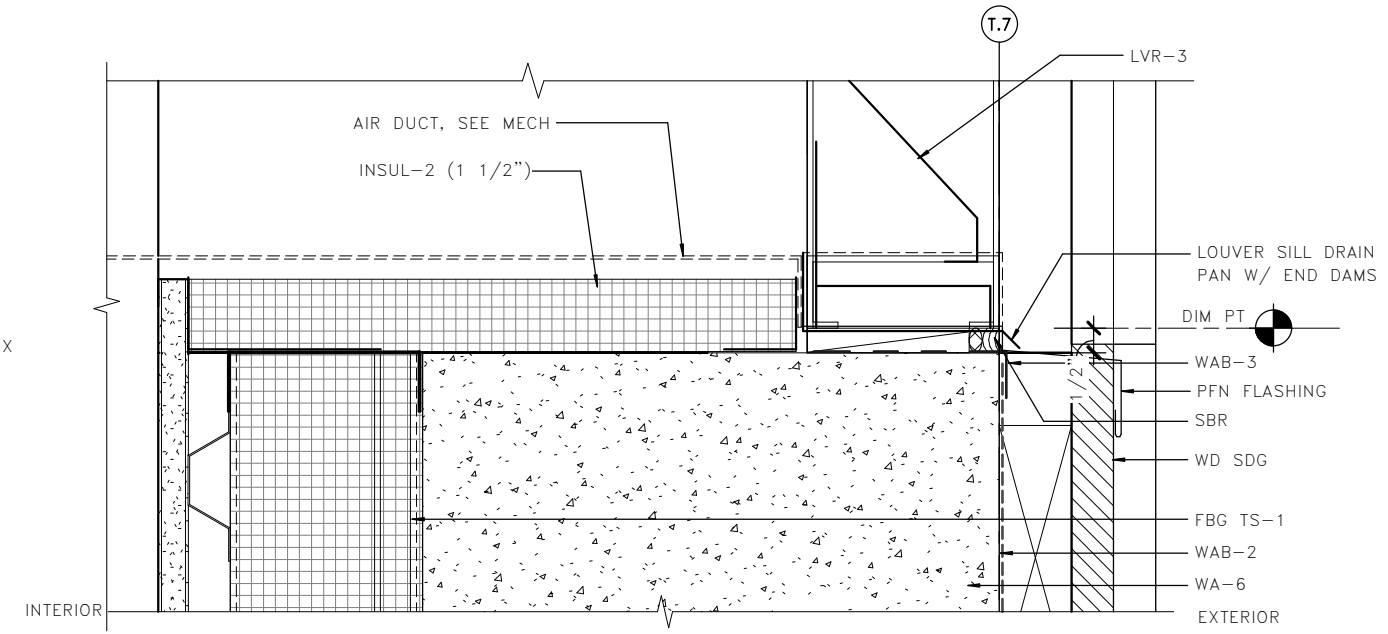 T.7
LVR-3
AIR DUCT, SEE MECH
INSUL-2 (1 1/2")
LOUVER SILL DRAIN
PAN W/ END DAMS
DIM PT
X
WAB-3
1/2"
PFN FLASHING
SBR
WD SDG
FBG TS-1
WAB-2
WA-6
INTERIOR
EXTERIOR